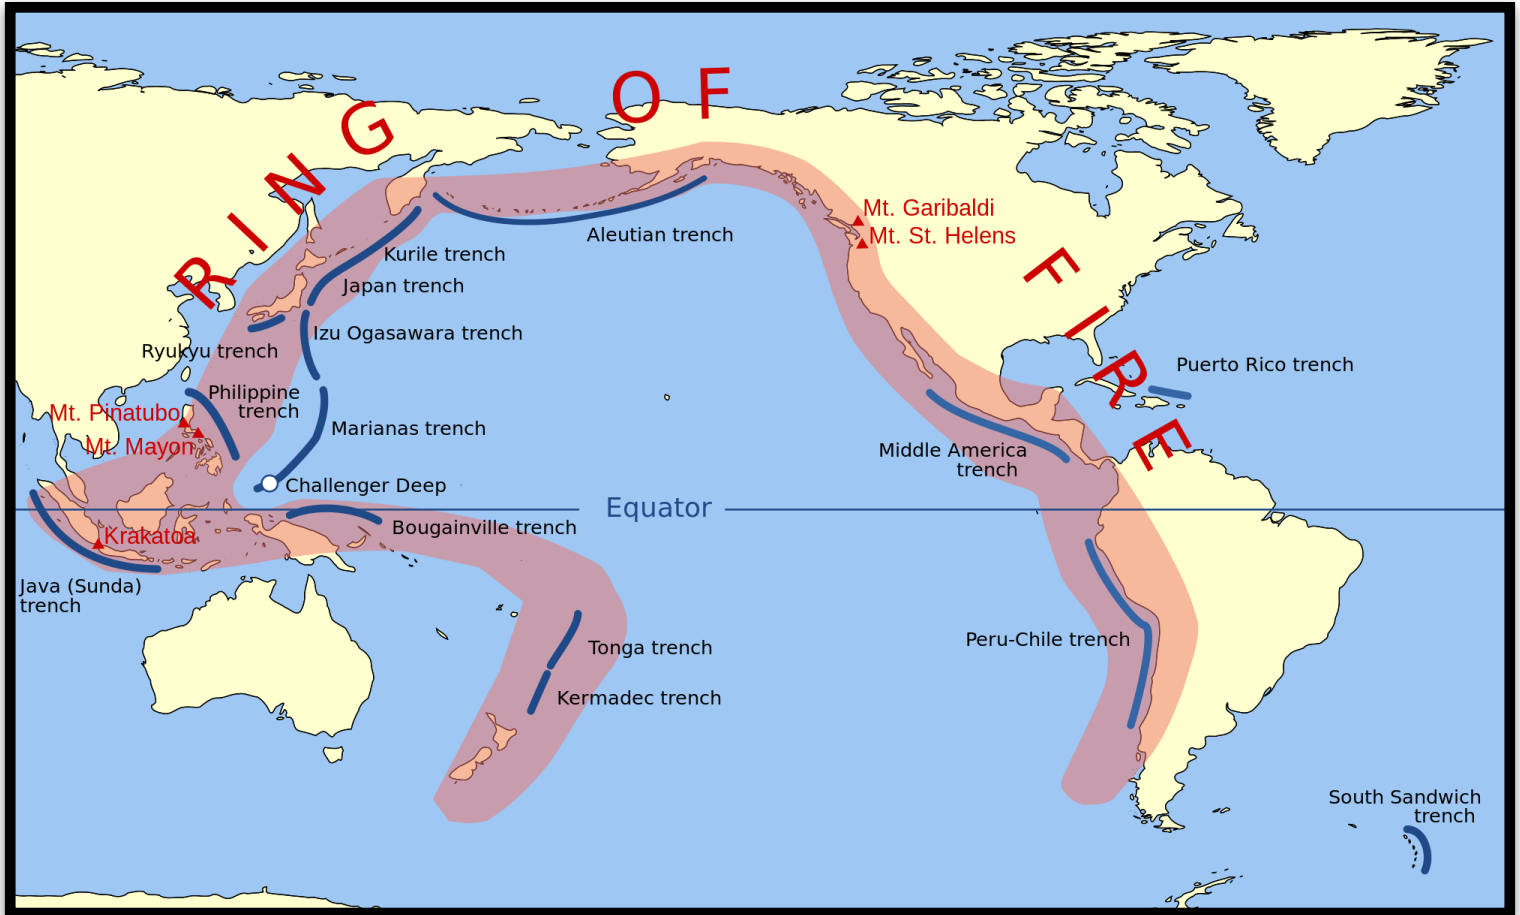 RING OF FIRE
Mt. Garibaldi
Mt. St. Helens
Aleutian trench
Kurile trench
Japan trench
Izu Ogasawara trench
Ryukyu trench
Puerto Rico trench
Philippine
trench
Mt. Pinatubo
Mt. Mayon
Marianas trench
Middle America
trench
Challenger Deep
Equator
Bougainville trench
Krakatoa
Java (Sunda)
trench
Peru-Chile trench
Tonga trench
Kermadec trench
South Sandwich
trench